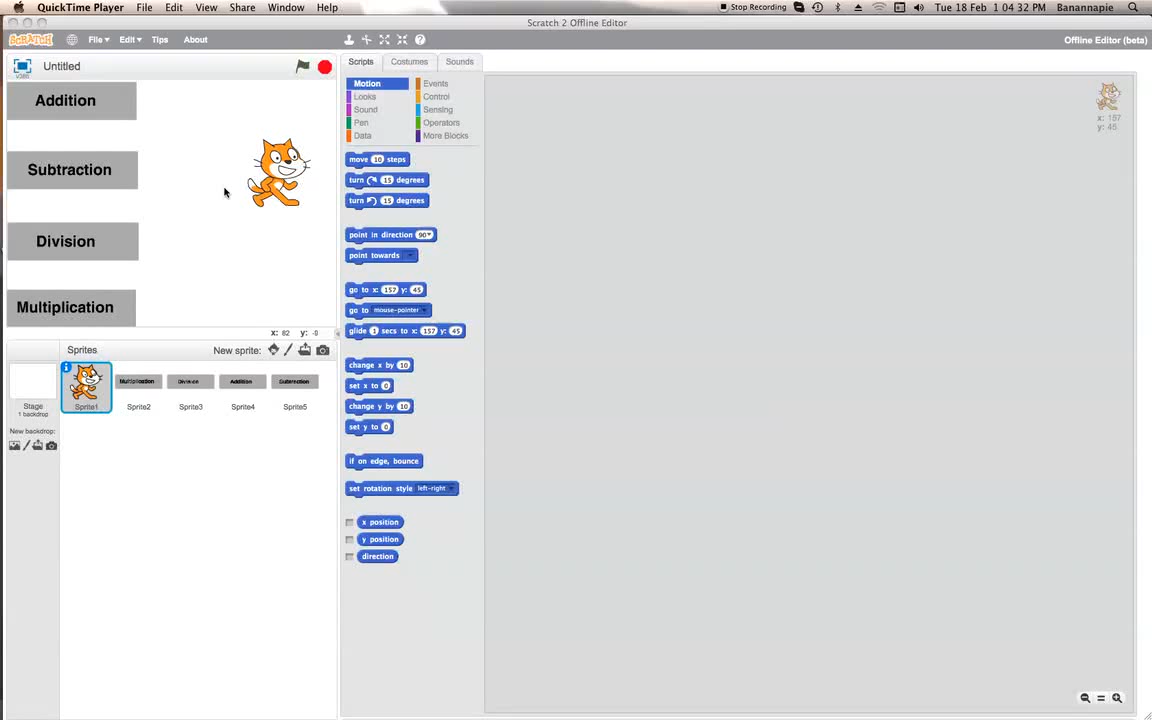 QuickTime Player File Edit View Share Window Help Stop Recording Tue 18 Feb 1 04 32 PM Banannapie
Scratch 2 Offline Editor
SCRATCH File Edit Tips About Offline Editor (beta)
Untitled
v385
Addition
Subtraction
Division
Multiplication
x: 82 y: -8
Sprites New sprite:
Stage
1 backdrop
New backdrop:
Multiplication Division Addition Subtraction
Sprite1 Sprite2 Sprite3 Sprite4 Sprite5
Scripts Costumes Sounds
Motion Events
Looks Control
Sound Sensing
Pen Operators
Data More Blocks
move 10 steps
turn 15 degrees
turn 15 degrees
point in direction 90
point towards
go to x: 157 y: 45
go to mouse-pointer
glide 1 secs to x: 157 y: 45
change x by 10
set x to 0
change y by 10
set y to 0
if on edge, bounce
set rotation style left-right
x position
y position
direction
x: 157
y: 45